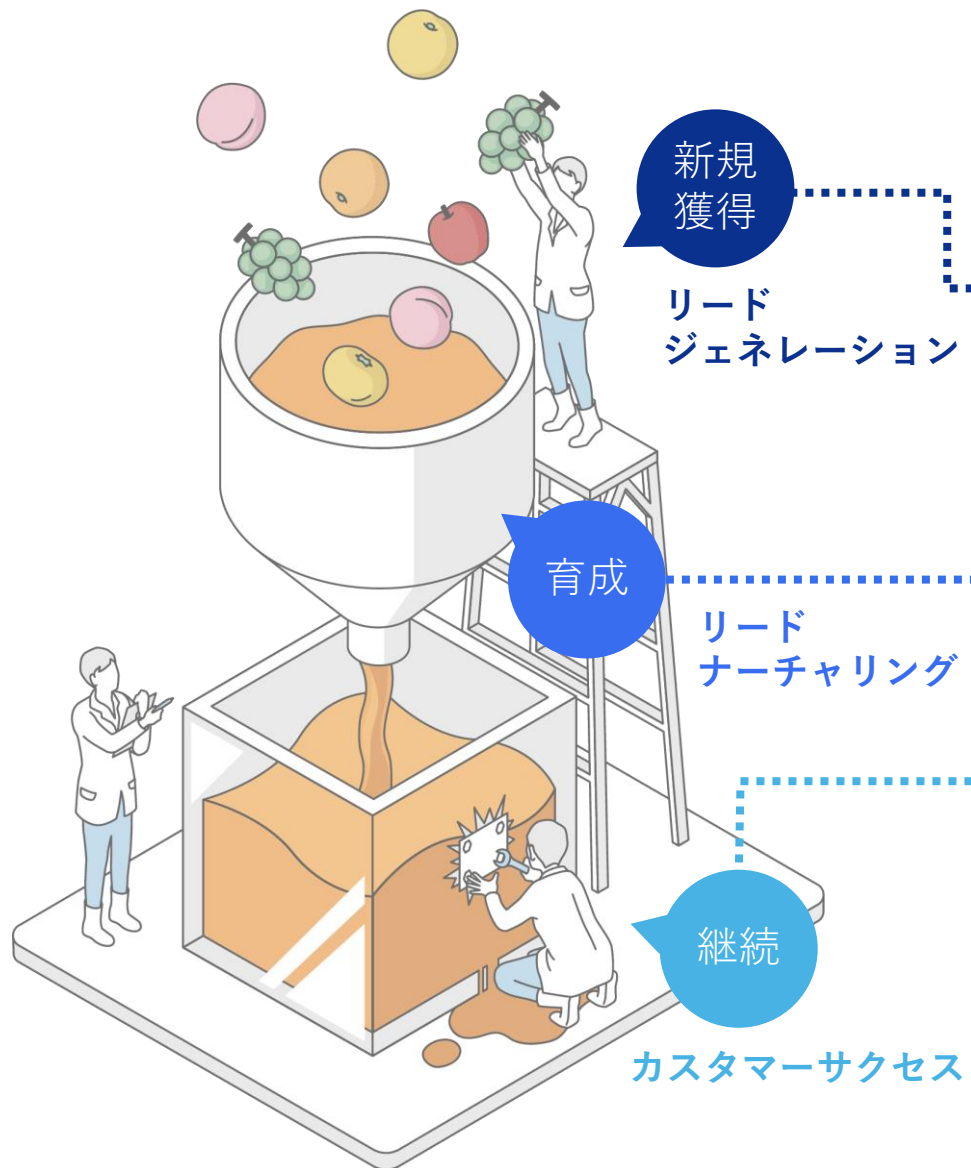 新規
獲得
リード
ジェネレーション
育成
リード
ナーチャリング
継続
カスタマーサクセス